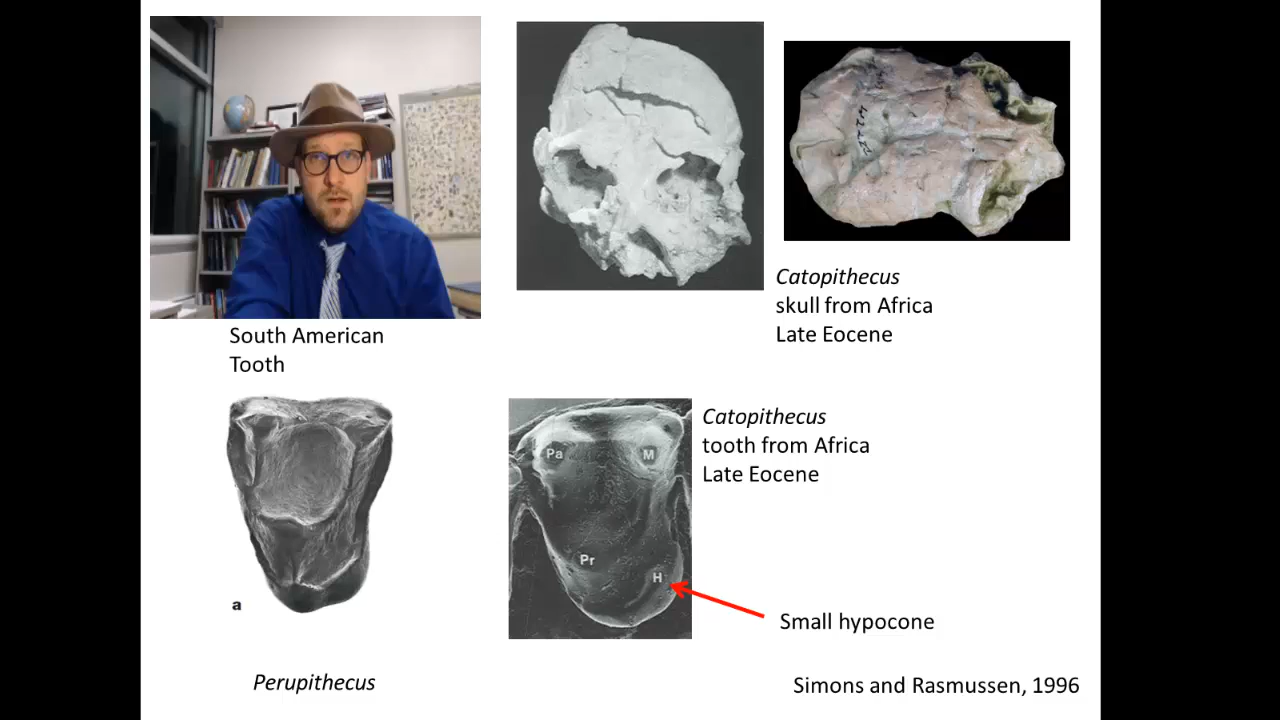 Catopithecus
skull from Africa
Late Eocene
South American
Tooth
Catopithecus
tooth from Africa
Late Eocene
Pa
M
Pr
H
a
Small hypocone
Perupithecus
Simons and Rasmussen, 1996